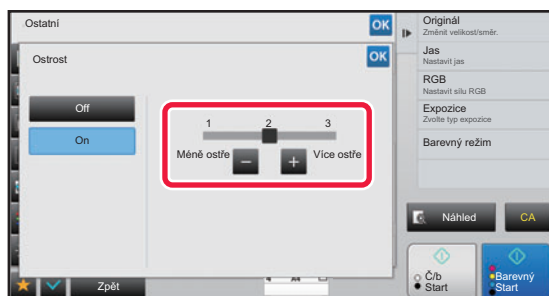 Ostatní
OK
Ostrost
OK
Off
On
1 2 3
Méně ostře
Více ostře
Zpět
A4
Originál
Změnit velikost/směr.
Jas
Nastavit jas
RGB
Nastavit sílu RGB
Expozice
Zvolte typ expozice
Barevný režim
Náhled
CA
Č/b
Start
Barevný
Start